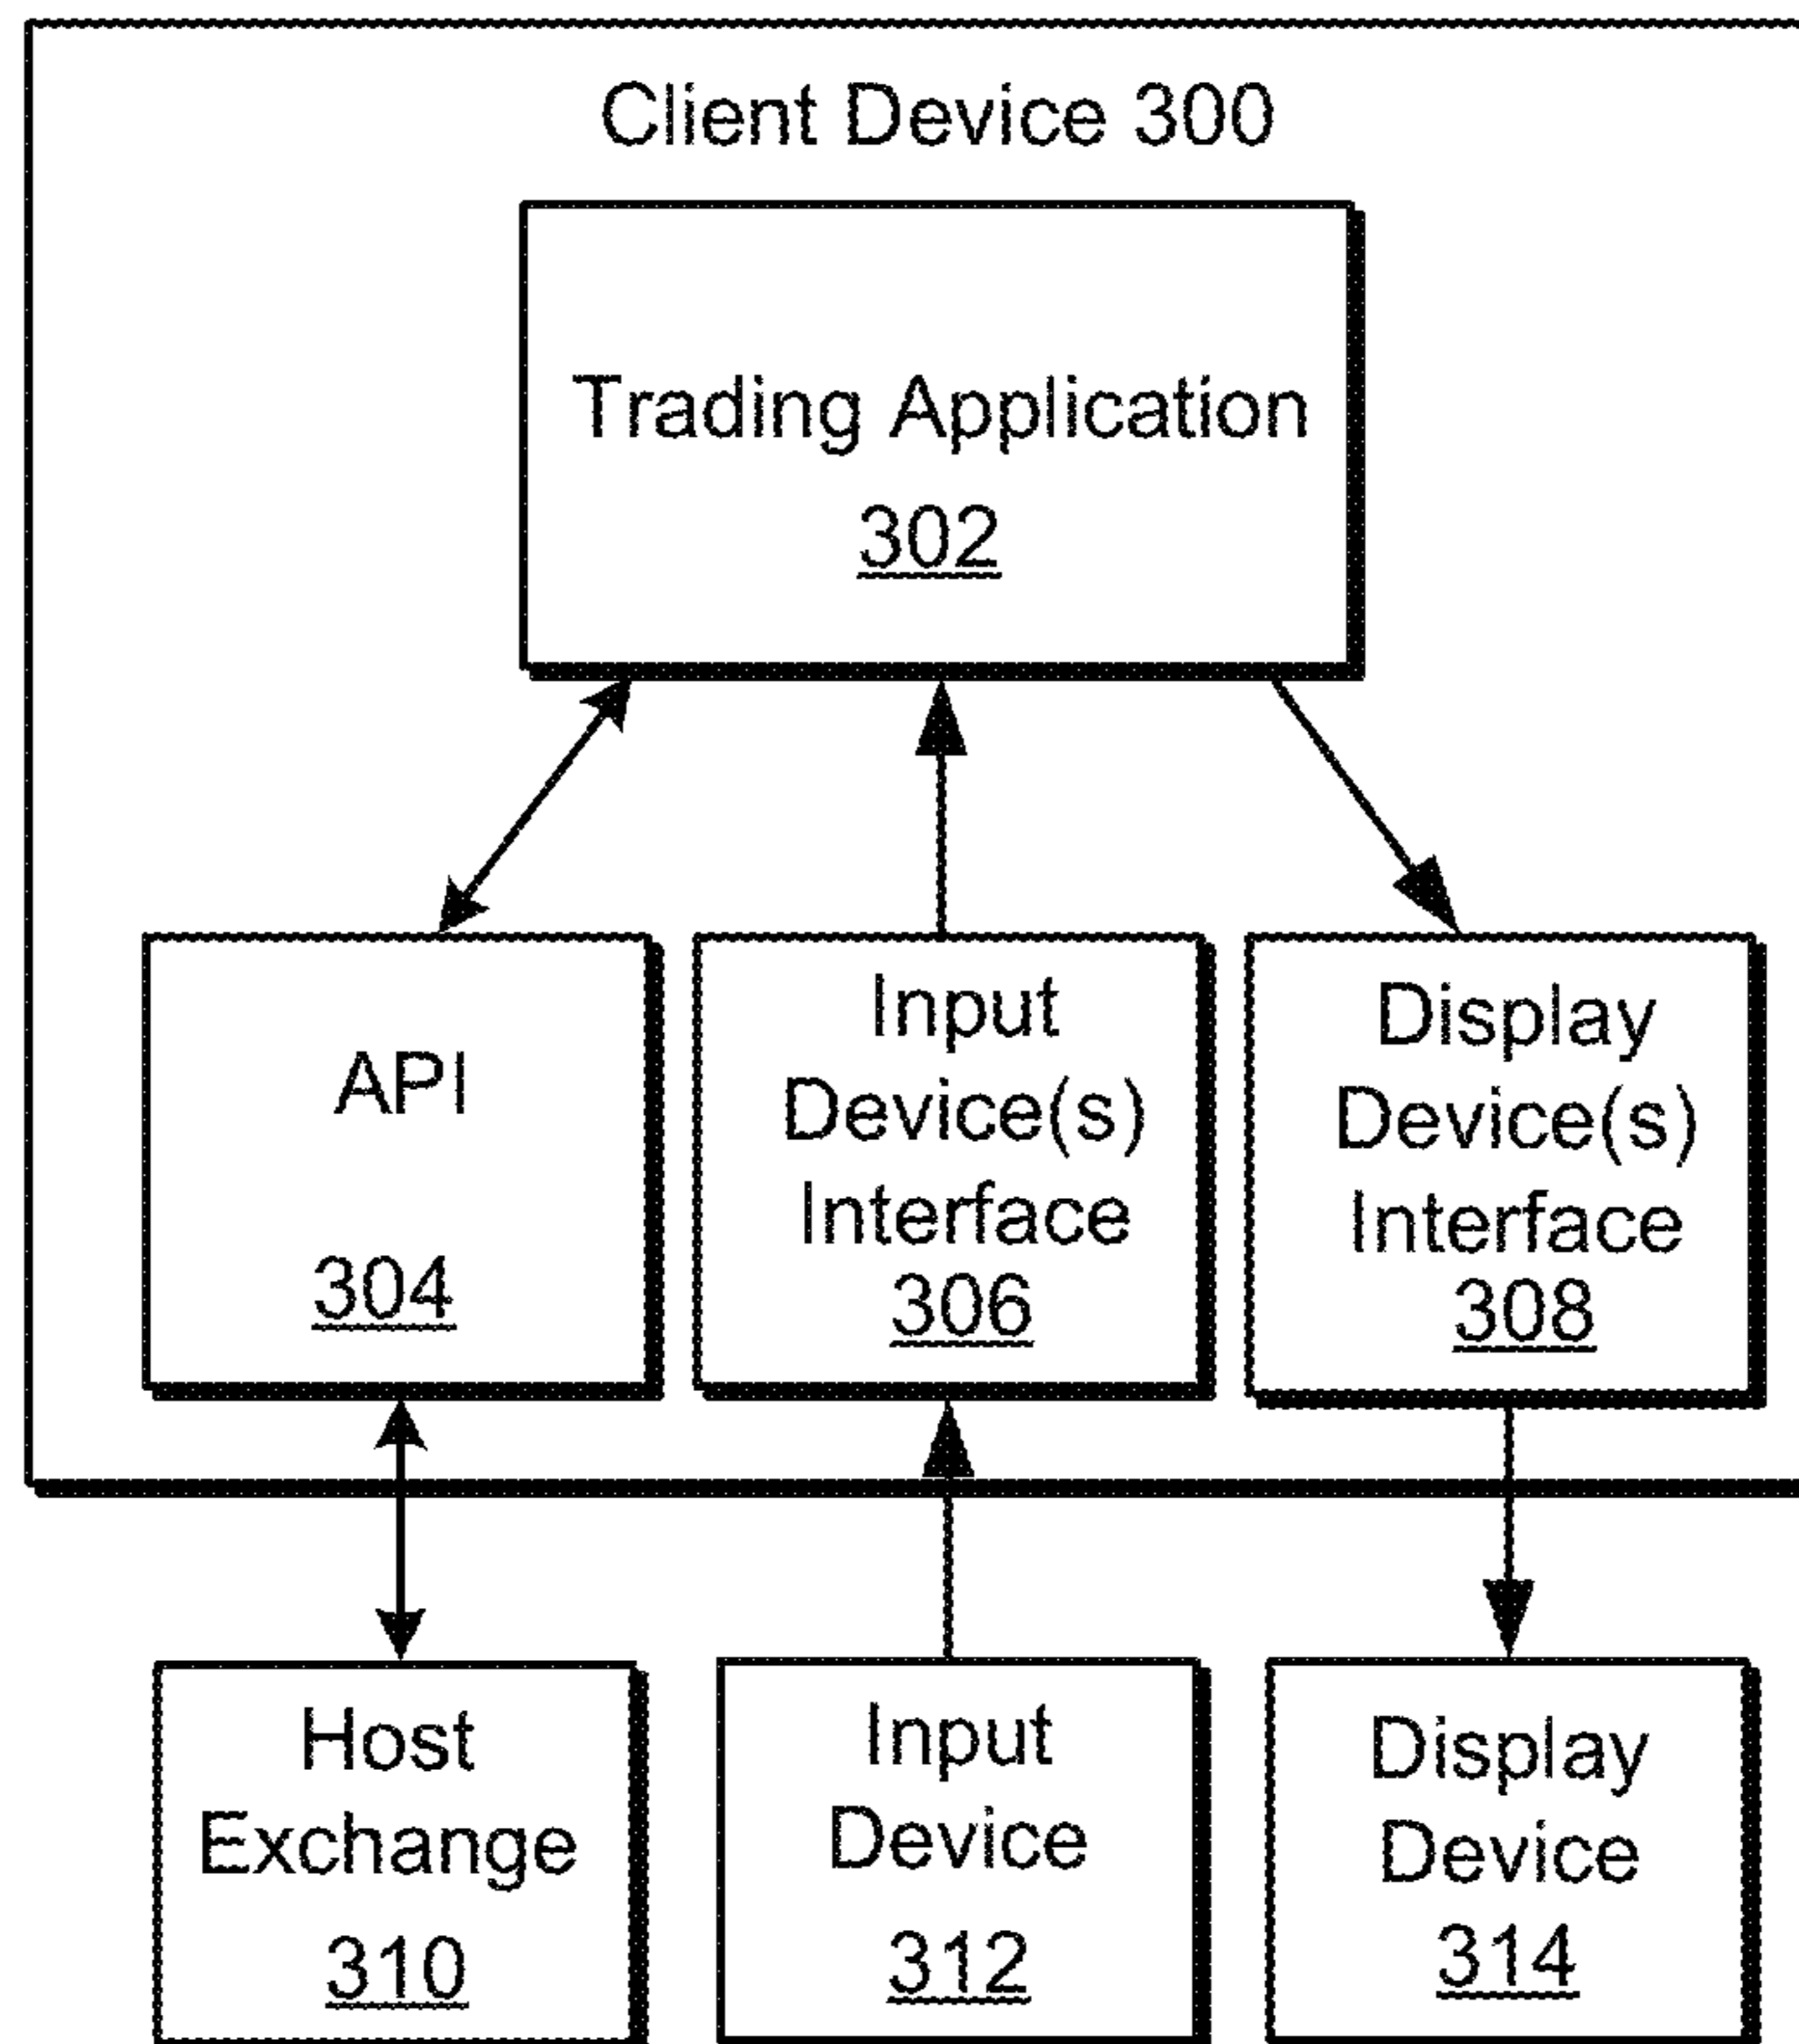 Client Device 300
Trading Application
302
API
304
Input
Device(s)
Interface
306
Display
Device(s)
Interface
308
Host
Exchange
310
Input
Device
312
Display
Device
314